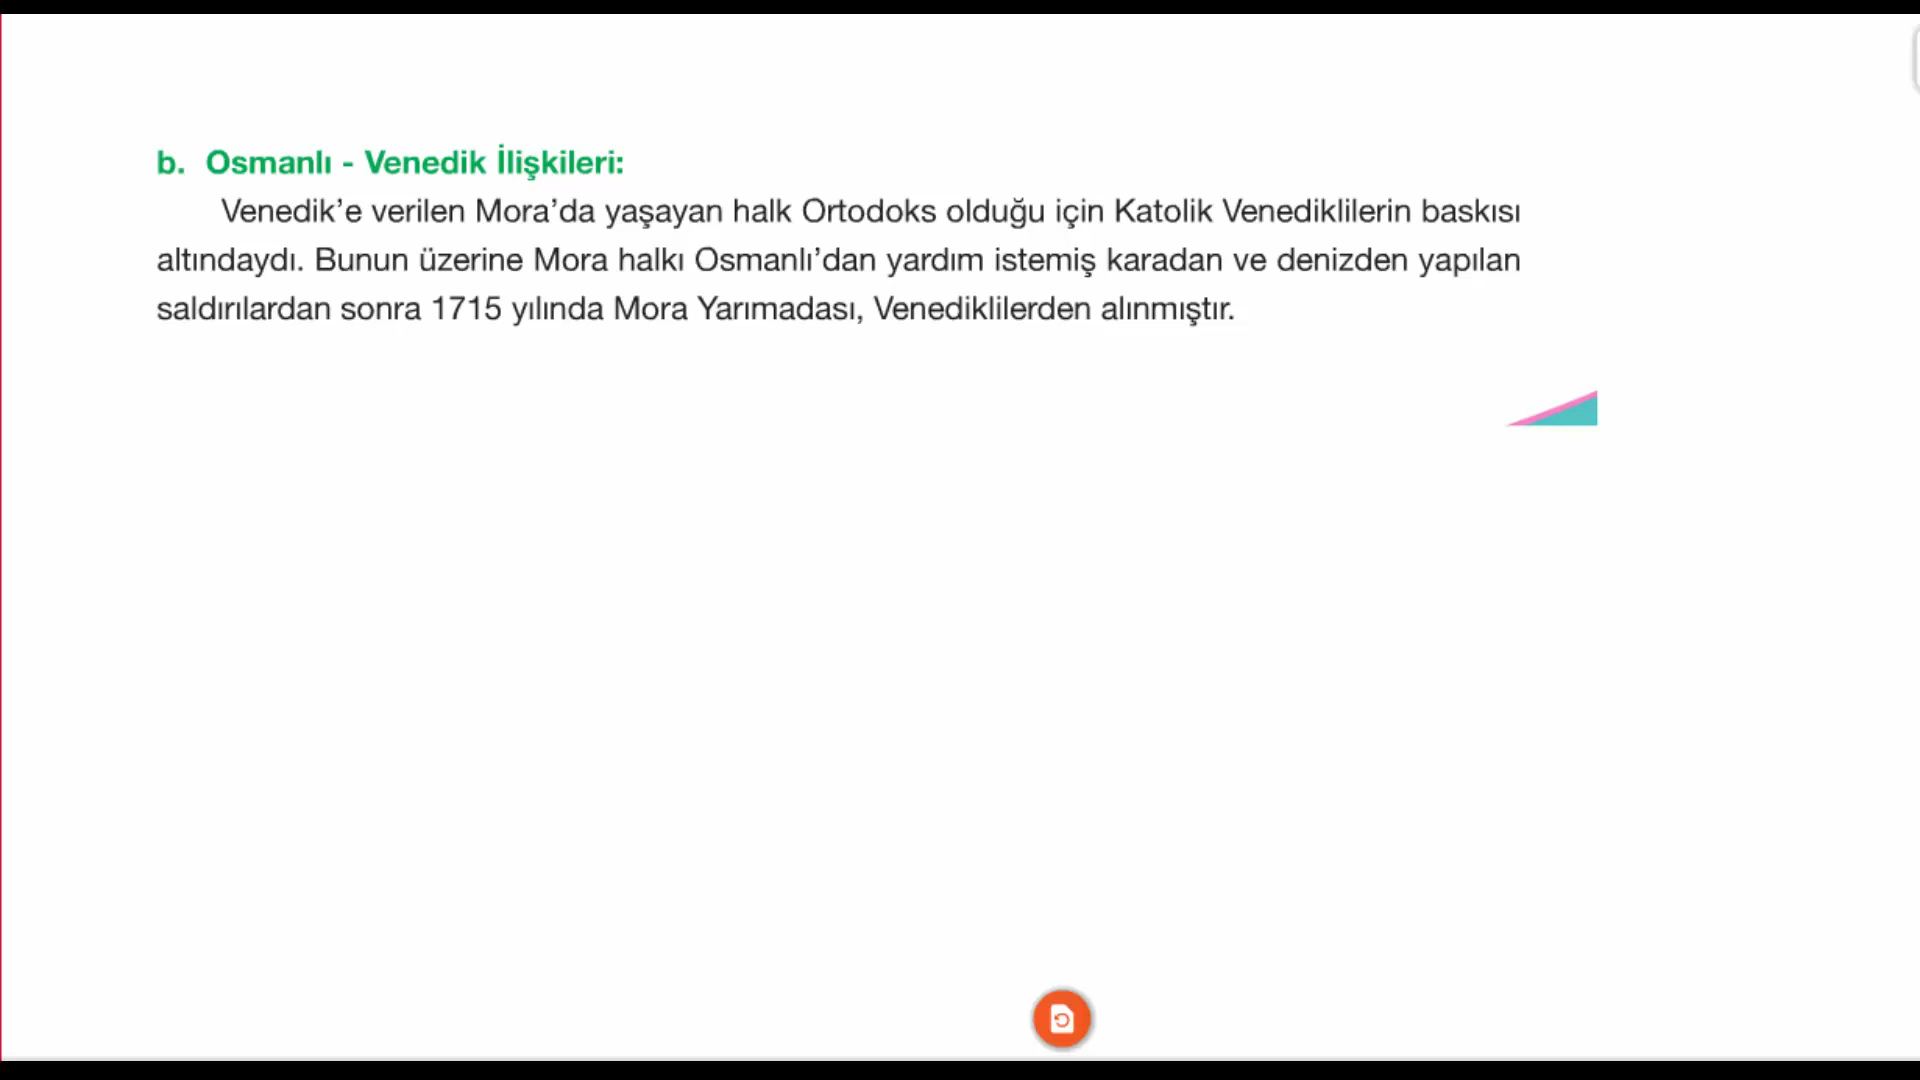 b. Osmanlı - Venedik İlişkileri:
Venedik’e verilen Mora’da yaşayan halk Ortodoks olduğu için Katolik Venediklilerin baskısı
altındaydı. Bunun üzerine Mora halkı Osmanlı’dan yardım istemiş karadan ve denizden yapılan
saldırılardan sonra 1715 yılında Mora Yarımadası, Venediklilerden alınmıştır.